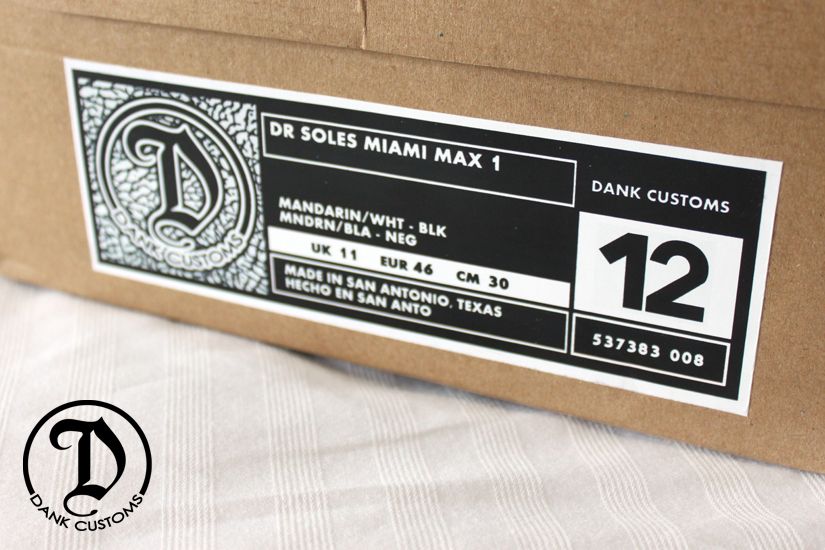 D
DANK CUSTOMS
DR SOLES MIAMI MAX 1
MANDARIN/WHT - BLK
MNDRN/BLA - NEG
UK 11 EUR 46 CM 30
MADE IN SAN ANTONIO, TEXAS
HECHO EN SAN ANTO
DANK CUSTOMS
12
537383 008
D
DANK CUSTOMS